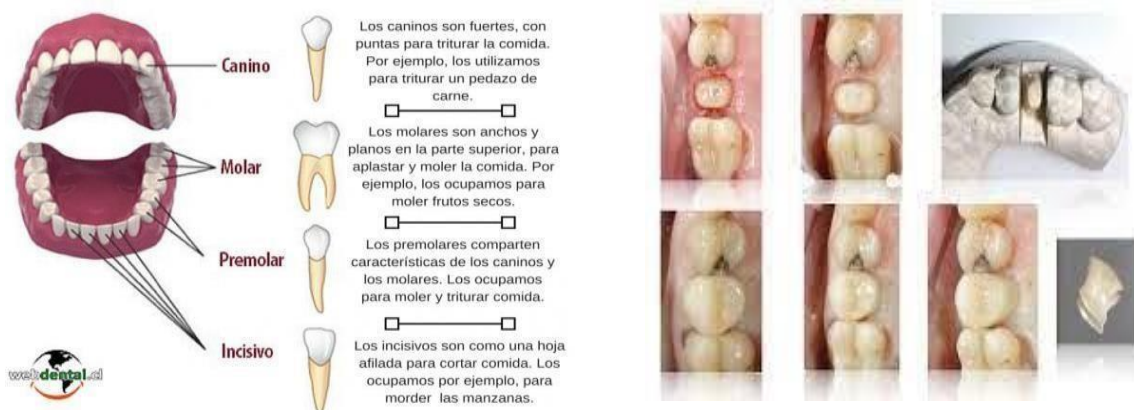 Canino
Los caninos son fuertes, con
puntas para triturar la comida.
Por ejemplo, los utilizamos
para triturar un pedazo de
carne.
Molar
Los molares son anchos y
planos en la parte superior, para
aplastar y moler la comida. Por
ejemplo, los ocupamos para
moler frutos secos.
Premolar
Los premolares comparten
características de los caninos y
los molares. Los ocupamos
para moler y triturar comida.
Incisivo
Los incisivos son como una hoja
afilada para cortar comida. Los
ocupamos por ejemplo, para
morder las manzanas.
webdental.cl